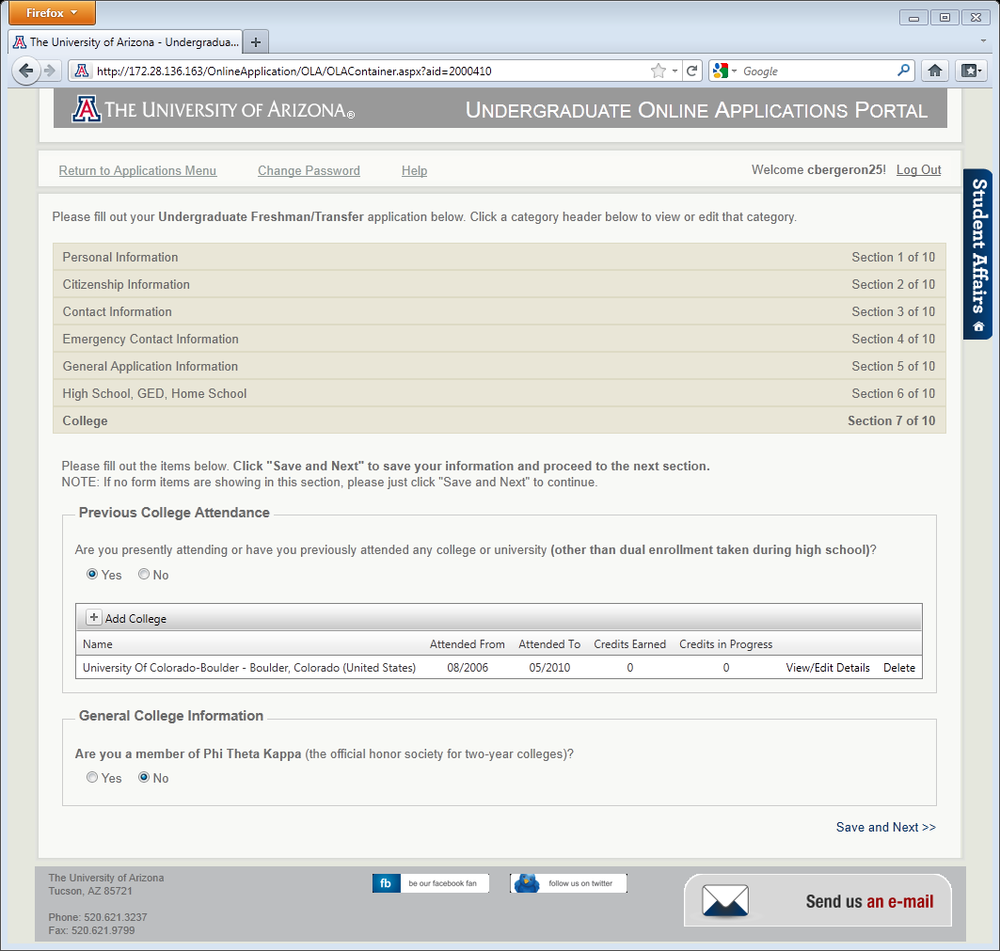 Firefox
The University of Arizona - Undergradua...
http://172.28.136.163/OnlineApplication/OLA/OLAContainer.aspx?aid=2000410
Google
A THE UNIVERSITY OF ARIZONA®
UNDERGRADUATE ONLINE APPLICATIONS PORTAL
Return to Applications Menu Change Password Help Welcome cbergeron25! Log Out
Student Affairs
Please fill out your Undergraduate Freshman/Transfer application below. Click a category header below to view or edit that category.
Personal Information Section 1 of 10
Citizenship Information Section 2 of 10
Contact Information Section 3 of 10
Emergency Contact Information Section 4 of 10
General Application Information Section 5 of 10
High School, GED, Home School Section 6 of 10
College Section 7 of 10
Please fill out the items below. Click "Save and Next" to save your information and proceed to the next section.
NOTE: If no form items are showing in this section, please just click "Save and Next" to continue.
Previous College Attendance
Are you presently attending or have you previously attended any college or university (other than dual enrollment taken during high school)?
Yes No
+ Add College
Name Attended From Attended To Credits Earned Credits in Progress
University Of Colorado-Boulder - Boulder, Colorado (United States) 08/2006 05/2010 0 0 View/Edit Details Delete
General College Information
Are you a member of Phi Theta Kappa (the official honor society for two-year colleges)?
Yes No
Save and Next >>
The University of Arizona
Tucson, AZ 85721
Phone: 520.621.3237
Fax: 520.621.9799
fb be our facebook fan
follow us on twitter
Send us an e-mail